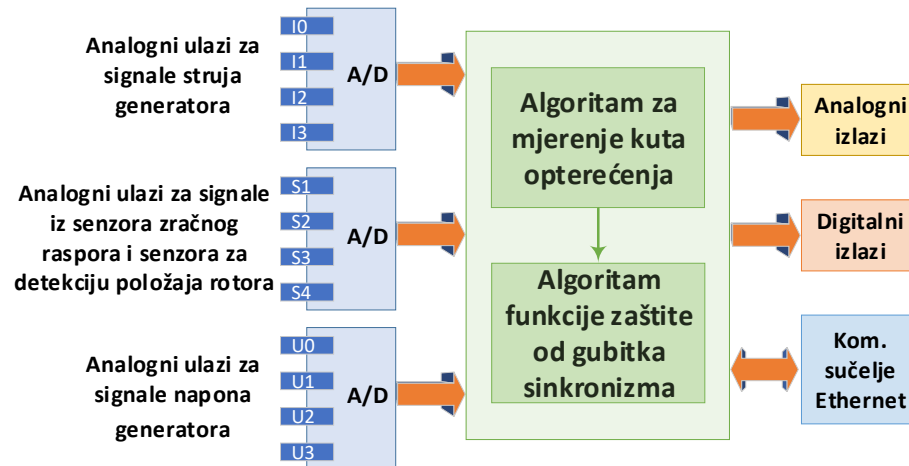 Analogni ulazi za
signale struja
generatora
I0
I1
I2
I3
A/D
Analogni ulazi za signale
iz senzora zračnog
raspora i senzora za
detekciju položaja rotora
S1
S2
S3
S4
A/D
Analogni ulazi za
signale napona
generatora
U0
U1
U2
U3
A/D
Algoritam za
mjerenje kuta
opterećenja
Algoritam
funkcije zaštite
od gubitka
sinkronizma
Analogni
izlazi
Digitalni
izlazi
Kom.
sučelje
Ethernet